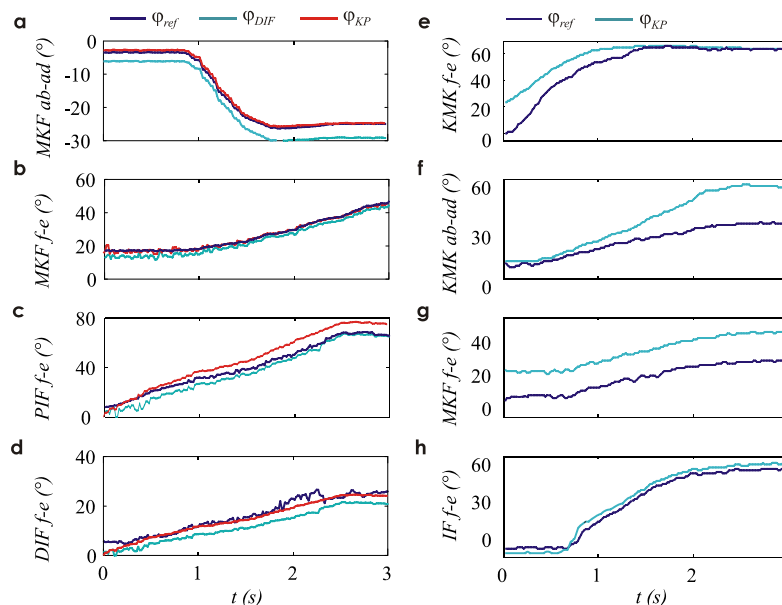 φref φDIF φKP
φref φKP
a
MKF ab-ad (°)
0
-10
-20
-30
b
MKF f-e (°)
60
40
20
0
c
PIF f-e (°)
80
40
0
d
DIF f-e (°)
40
20
0
0 1 2 3
t (s)
e
KMK f-e (°)
60
40
20
0
f
KMK ab-ad (°)
60
30
0
g
MKF f-e (°)
40
20
0
h
IF f-e (°)
60
30
0
0 1 2
t (s)